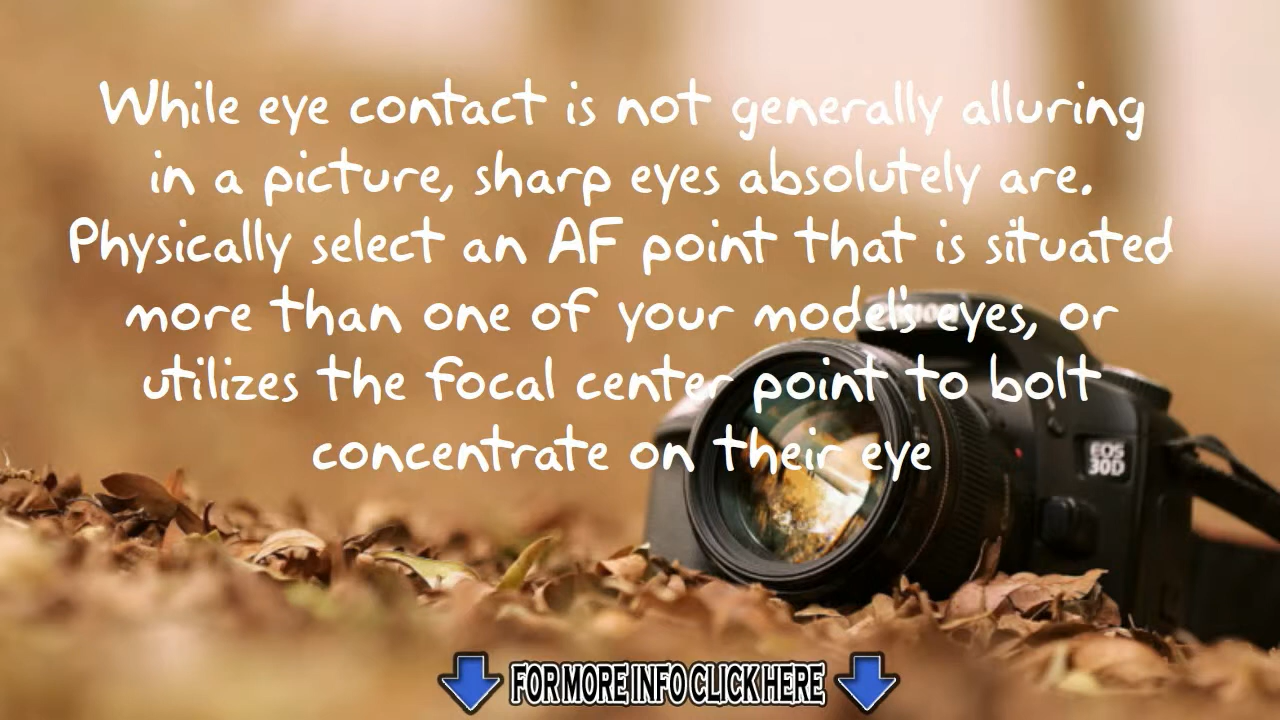 While eye contact is not generally alluring
in a picture, sharp eyes absolutely are.
Physically select an AF point that is situated
more than one of your model's eyes, or
utilizes the focal center point to bolt
concentrate on their eye
EOS
30D
FOR MORE INFO CLICK HERE